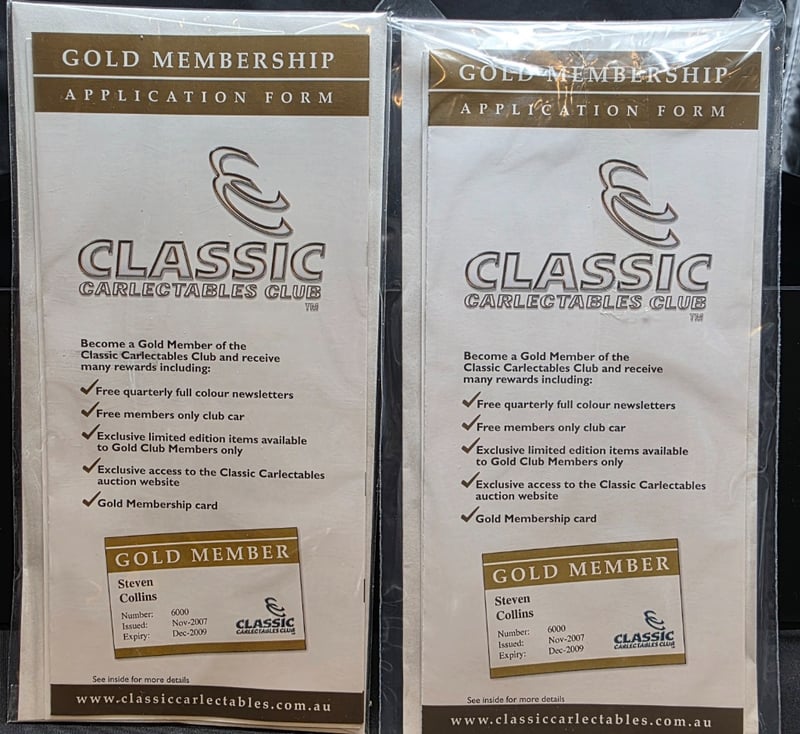 GOLD MEMBERSHIP
APPLICATION FORM
CLASSIC
CARLECTABLES CLUB
TM
Become a Gold Member of the
Classic Carlectables Club and receive
many rewards including:
Free quarterly full colour newsletters
Free members only club car
Exclusive limited edition items available
to Gold Club Members only
Exclusive access to the Classic Carlectables
auction website
Gold Membership card
GOLD MEMBER
Steven
Collins
Number: 6000
Issued: Nov-2007
Expiry: Dec-2009
CLASSIC
CARLECTABLES CLUB
See inside for more details
www.classiccarlectables.com.au
GOLD MEMBERSHIP
APPLICATION FORM
CLASSIC
CARLECTABLES CLUB
TM
Become a Gold Member of the
Classic Carlectables Club and receive
many rewards including:
Free quarterly full colour newsletters
Free members only club car
Exclusive limited edition items available
to Gold Club Members only
Exclusive access to the Classic Carlectables
auction website
Gold Membership card
GOLD MEMBER
Steven
Collins
Number: 6000
Issued: Nov-2007
Expiry: Dec-2009
CLASSIC
CARLECTABLES CLUB
See inside for more details
www.classiccarlectables.com.au